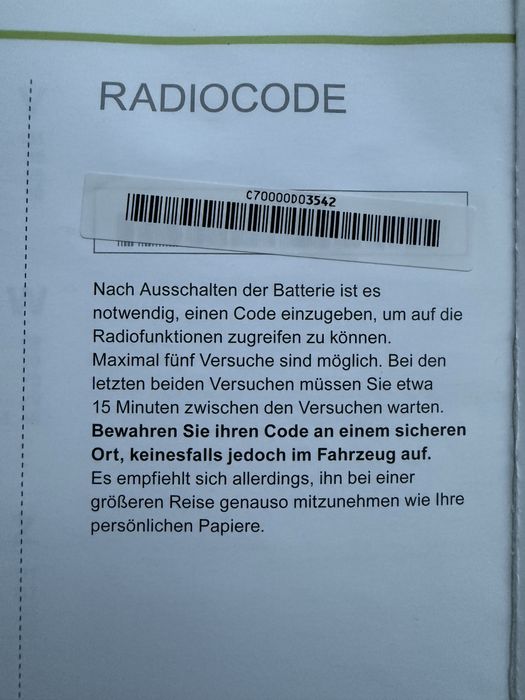 RADIOCODE
C70000D03542
Nach Ausschalten der Batterie ist es
notwendig, einen Code einzugeben, um auf die
Radiofunktionen zugreifen zu können.
Maximal fünf Versuche sind möglich. Bei den
letzten beiden Versuchen müssen Sie etwa
15 Minuten zwischen den Versuchen warten.
Bewahren Sie ihren Code an einem sicheren
Ort, keinesfalls jedoch im Fahrzeug auf.
Es empfiehlt sich allerdings, ihn bei einer
größeren Reise genauso mitzunehmen wie Ihre
persönlichen Papiere.